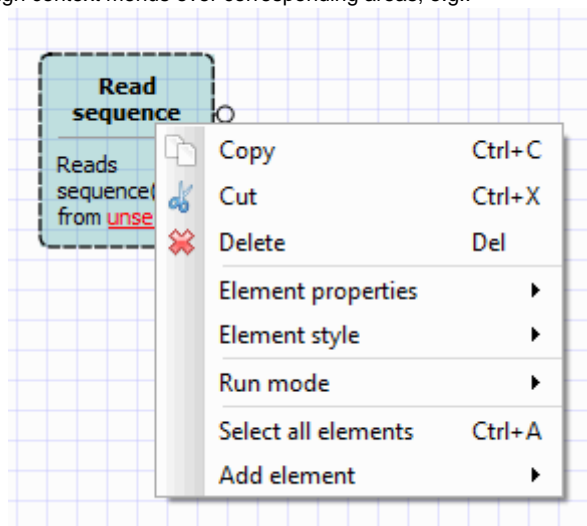 context menus over corresponding areas, e.g.:
Read
sequence
Reads
sequence(
from unse
Copy Ctrl+C
Cut Ctrl+X
Delete Del
Element properties
Element style
Run mode
Select all elements Ctrl+A
Add element